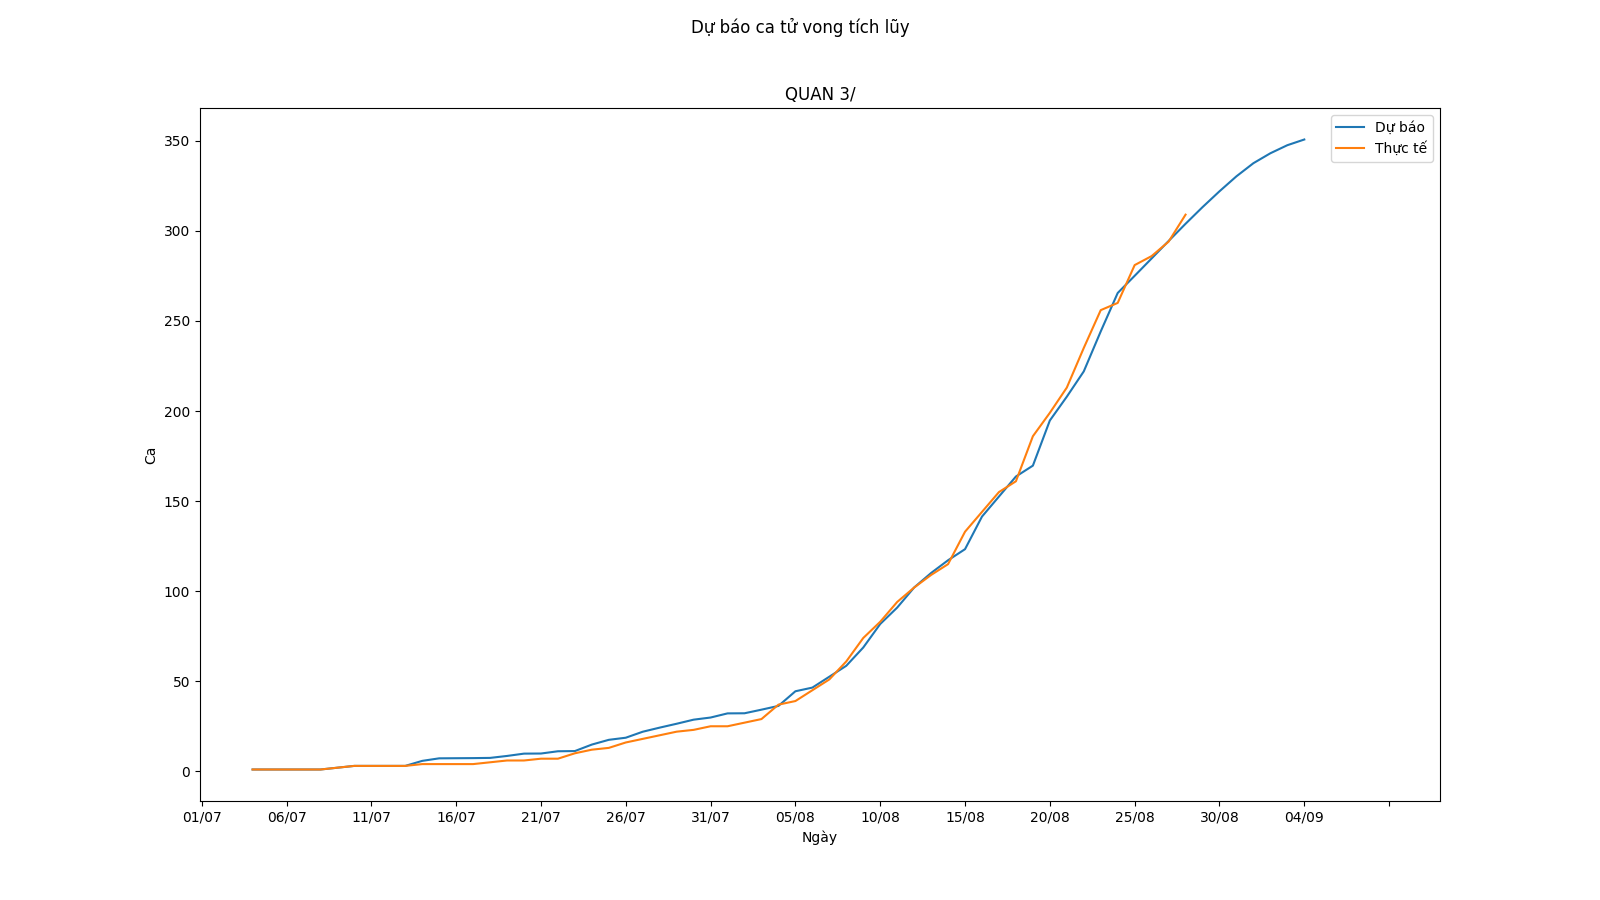 Dự báo ca tử vong tích lũy
QUAN 3/
Dự báo
Thực tế
350
300
250
200
150
100
50
0
Ca
01/07 06/07 11/07 16/07 21/07 26/07 31/07 05/08 10/08 15/08 20/08 25/08 30/08 04/09
Ngày